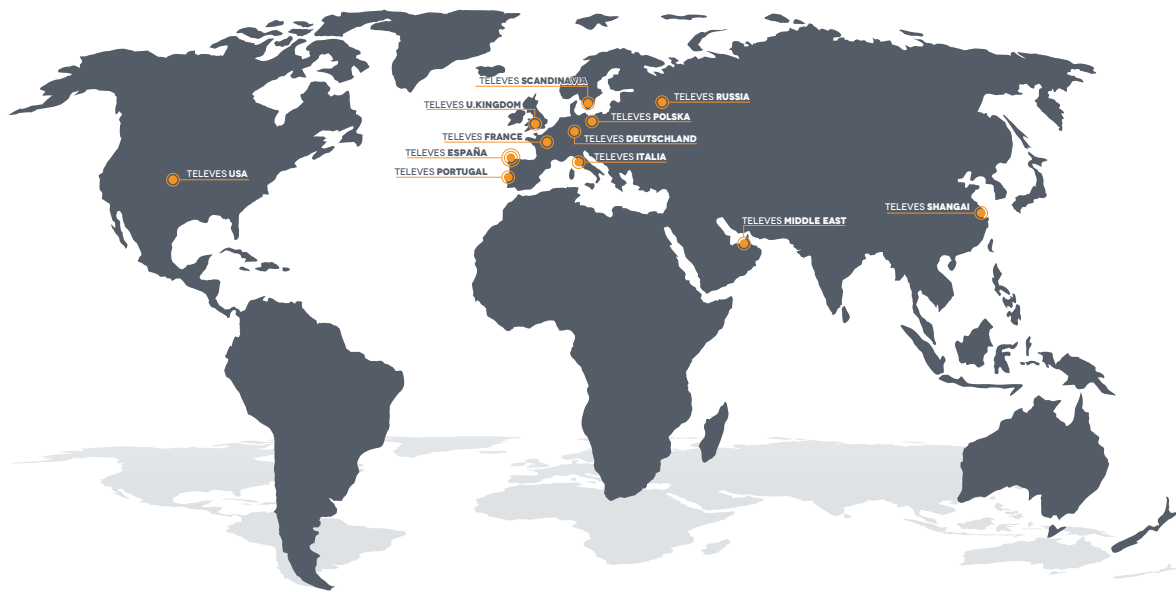 TELEVES SCANDINAVIA
TELEVES RUSSIA
TELEVES U.KINGDOM
TELEVES POLSKA
TELEVES FRANCE
TELEVES DEUTSCHLAND
TELEVES ESPAÑA
TELEVES ITALIA
TELEVES PORTUGAL
TELEVES USA
TELEVES SHANGAI
TELEVES MIDDLE EAST